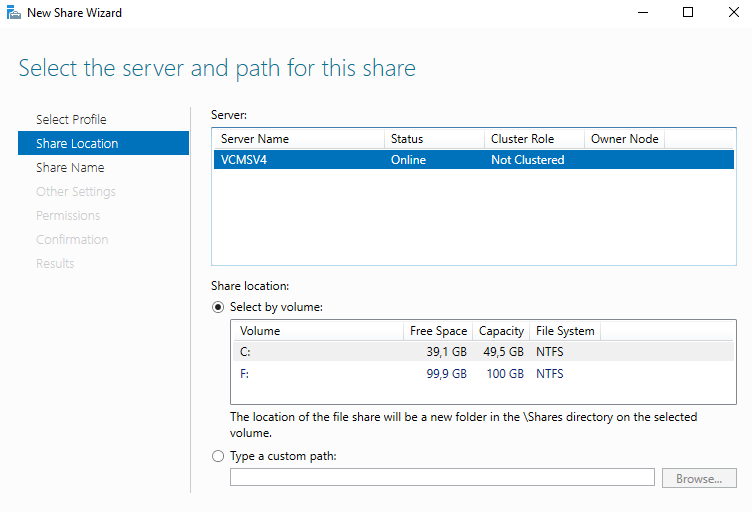 New Share Wizard
Select the server and path for this share
Select Profile
Share Location
Share Name
Other Settings
Permissions
Confirmation
Results
Server:
Server Name Status Cluster Role Owner Node
VCMSV4 Online Not Clustered
Share location:
Select by volume:
Volume Free Space Capacity File System
C: 39,1 GB 49,5 GB NTFS
F: 99,9 GB 100 GB NTFS
The location of the file share will be a new folder in the \Shares directory on the selected
volume.
Type a custom path:
Browse...